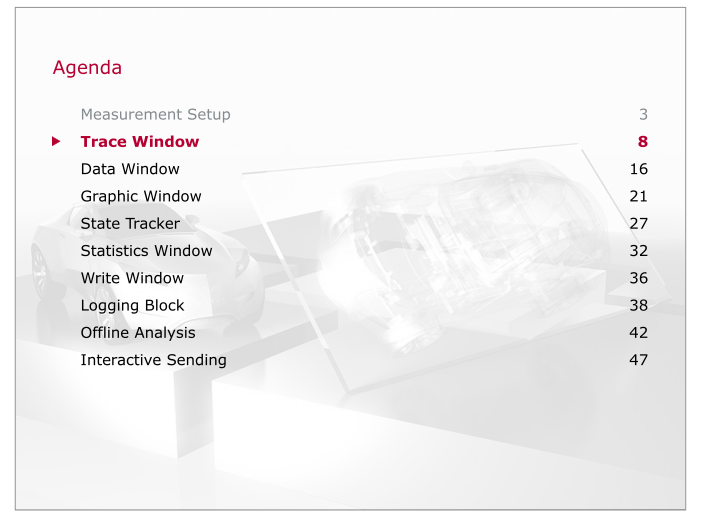 Agenda
Measurement Setup 3
Trace Window 8
Data Window 16
Graphic Window 21
State Tracker 27
Statistics Window 32
Write Window 36
Logging Block 38
Offline Analysis 42
Interactive Sending 47